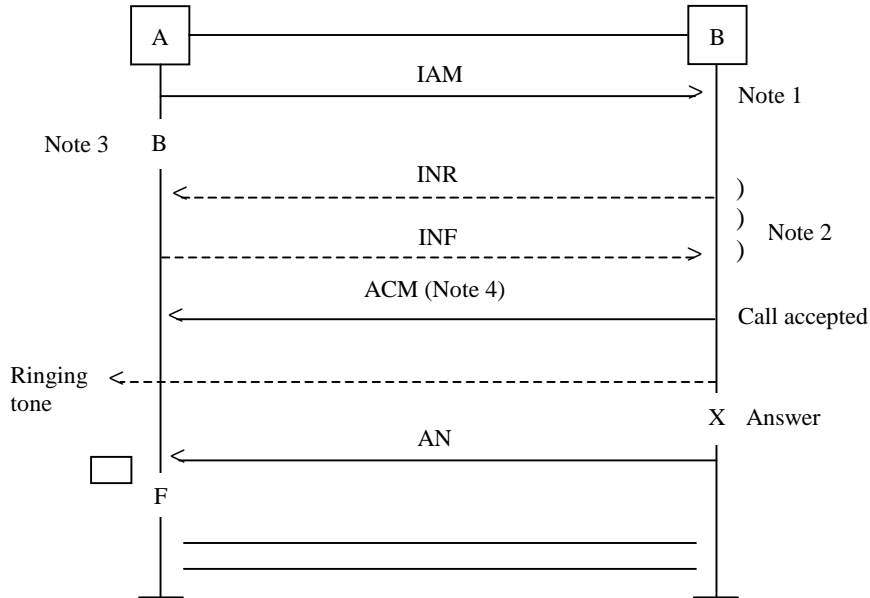 A
B
IAM
Note 1
Note 3
B
INR
)
)
Note 2
INF
)
ACM (Note 4)
Call accepted
Ringing
tone
X
Answer
AN
F